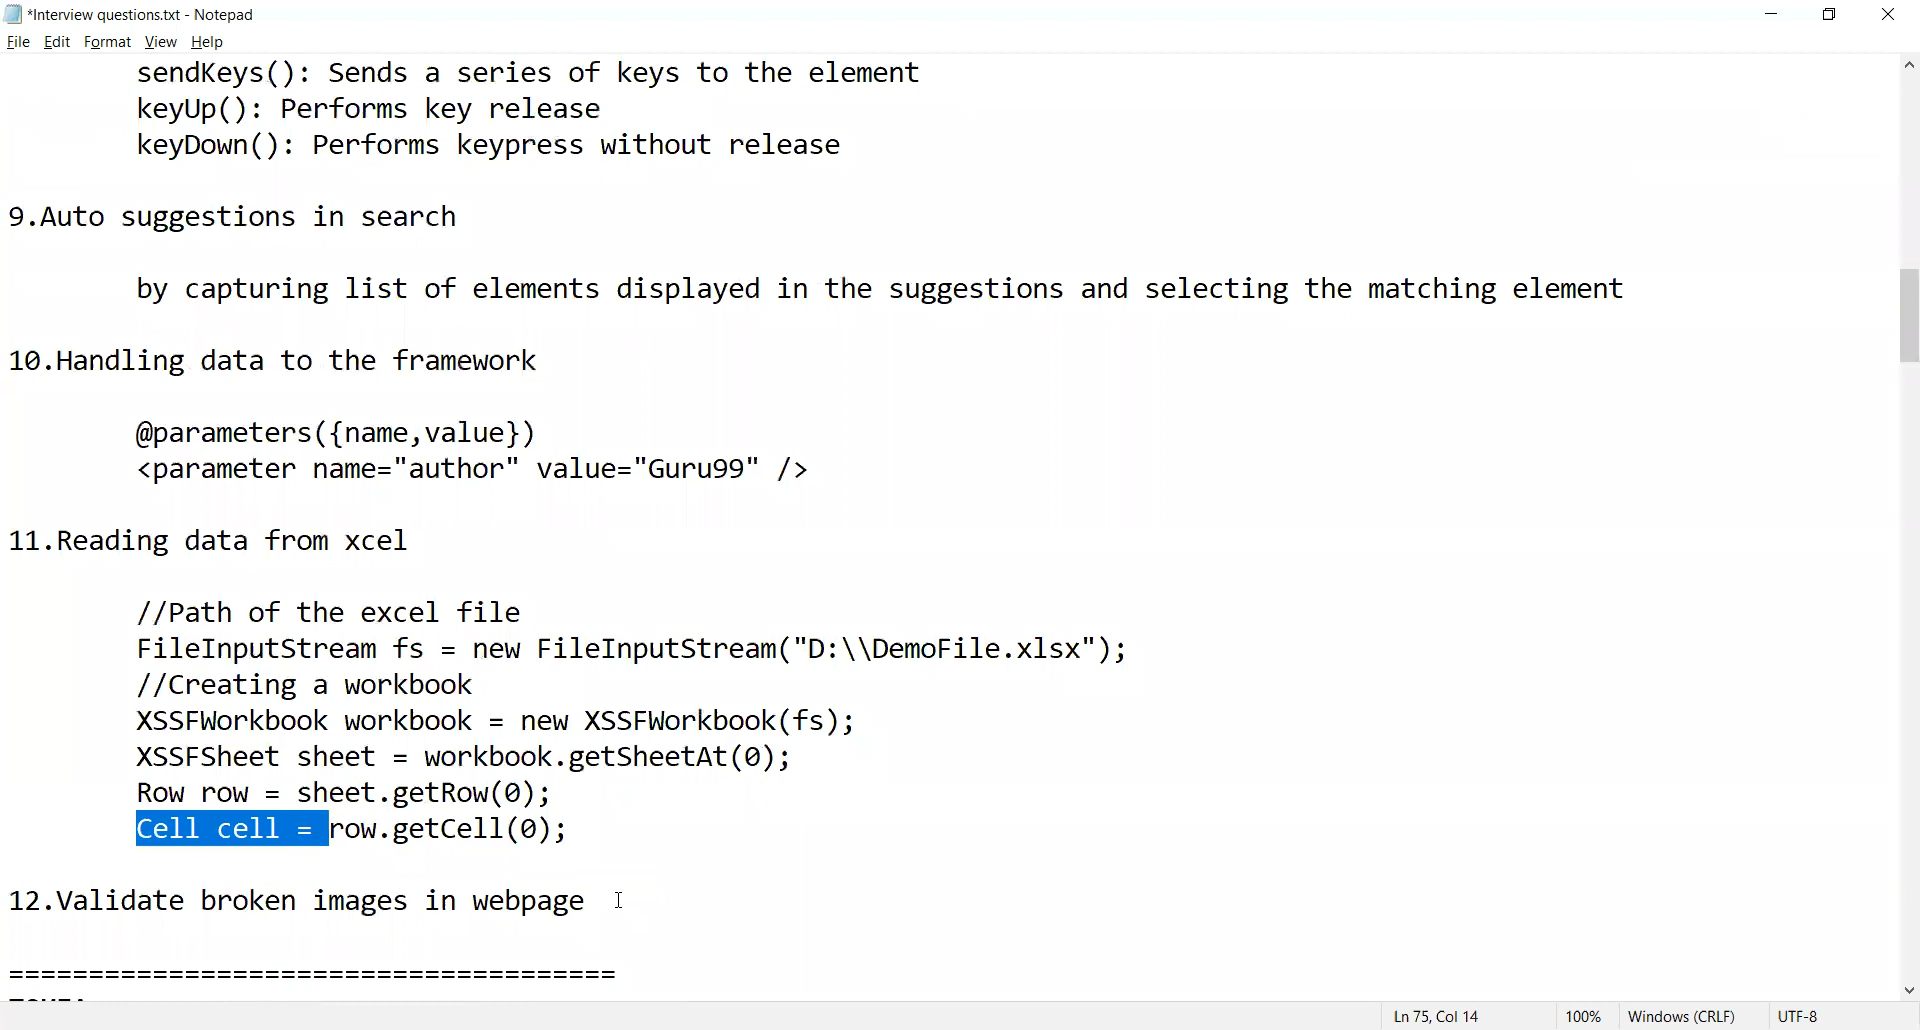 *Interview questions.txt - Notepad
File Edit Format View Help
sendKeys(): Sends a series of keys to the element
keyUp(): Performs key release
keyDown(): Performs keypress without release
9.Auto suggestions in search
by capturing list of elements displayed in the suggestions and selecting the matching element
10.Handling data to the framework
@parameters({name,value})
<parameter name="author" value="Guru99" />
11.Reading data from xcel
//Path of the excel file
FileInputStream fs = new FileInputStream("D:\\DemoFile.xlsx");
//Creating a workbook
XSSFWorkbook workbook = new XSSFWorkbook(fs);
XSSFSheet sheet = workbook.getSheetAt(0);
Row row = sheet.getRow(0);
Cell cell = row.getCell(0);
12.Validate broken images in webpage
======================================
Ln 75, Col 14 100% Windows (CRLF) UTF-8